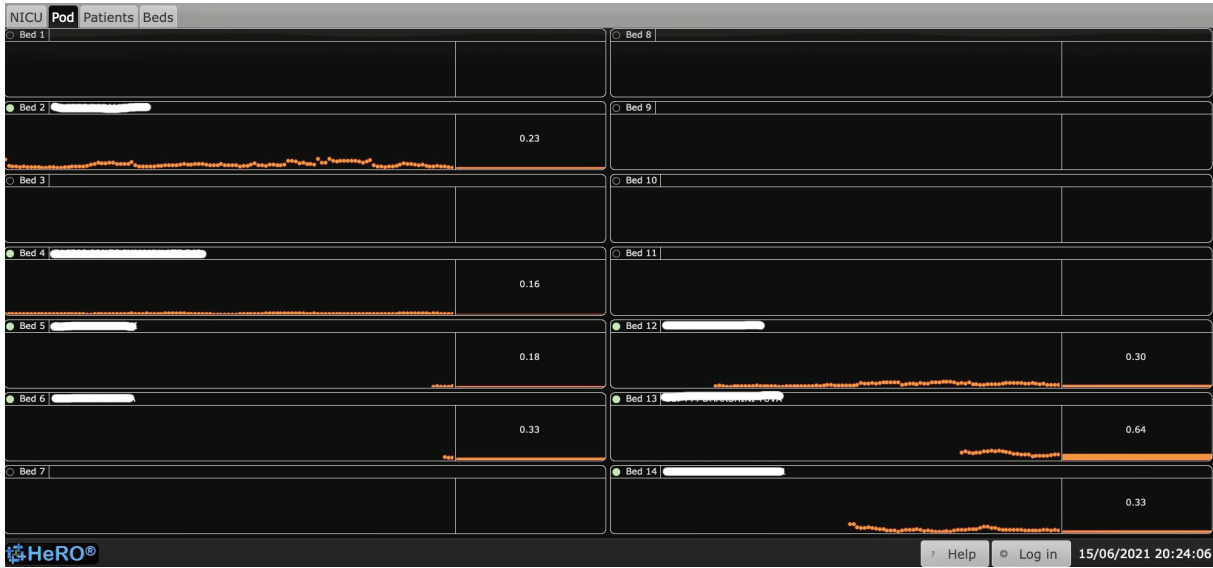 NICU Pod Patients Beds
Bed 1
Bed 2
0.23
Bed 3
Bed 4
0.16
Bed 5
0.18
Bed 6
0.33
Bed 7
Bed 8
Bed 9
Bed 10
Bed 11
Bed 12
0.30
Bed 13
0.64
Bed 14
0.33
HeRO®
? Help
Log in
15/06/2021 20:24:06